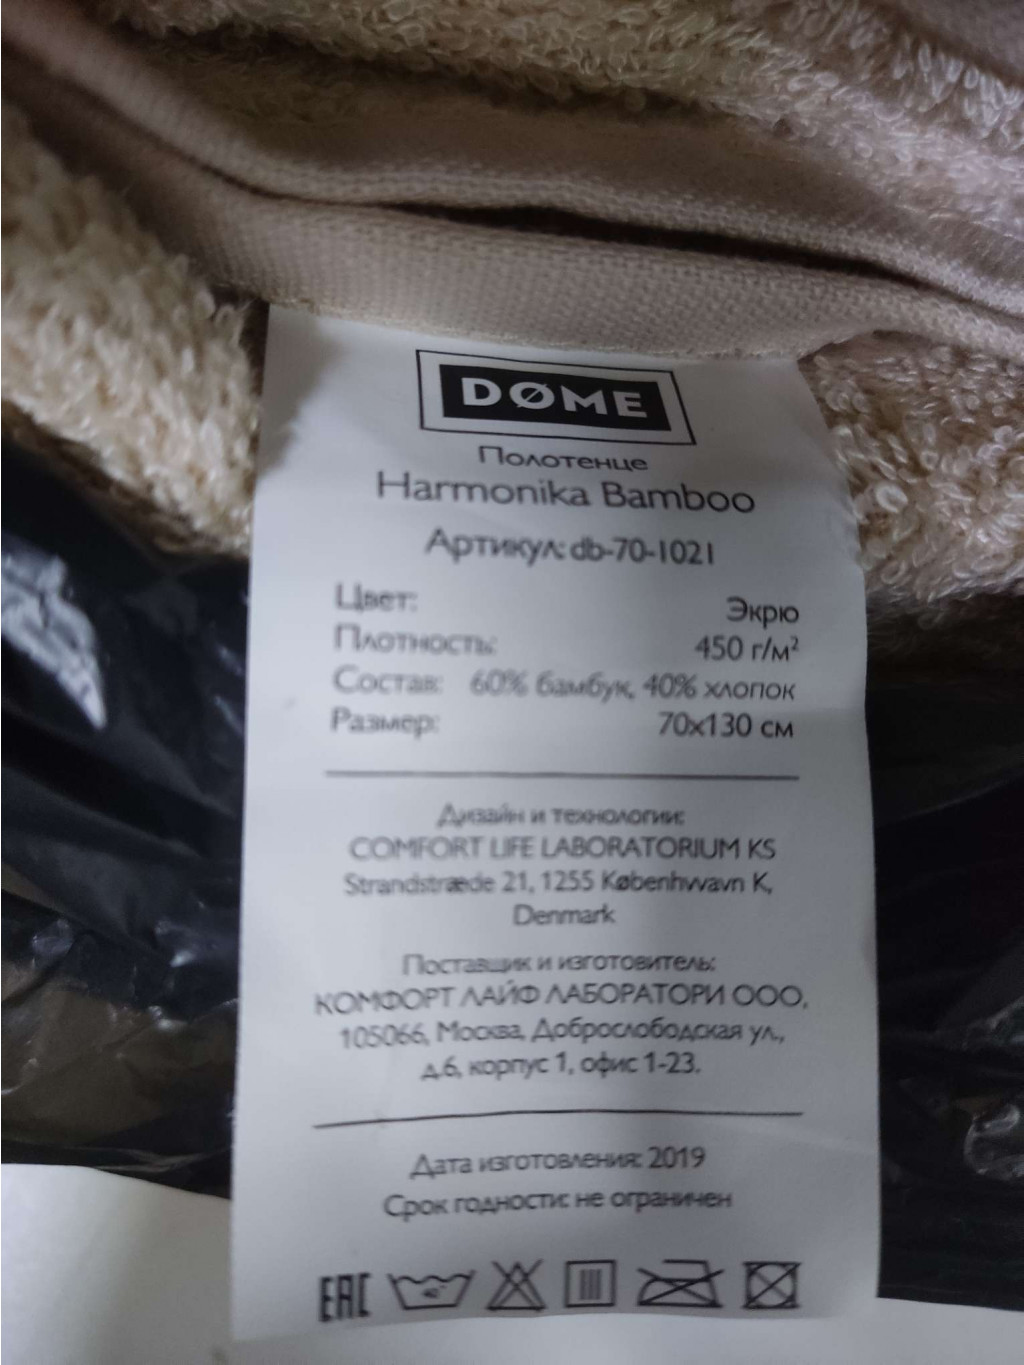 DØME
Полотенце
Harmonika Bamboo
Артикул: db-70-1021
Цвет: Экрю
Плотность: 450 г/м²
Состав: 60% бамбук, 40% хлопок
Размер: 70x130 см
Дизайн и технологии:
COMFORT LIFE LABORATORIUM KS
Strandstræde 21, 1255 Københwavn K,
Denmark
Поставщик и изготовитель:
КОМФОРТ ЛАЙФ ЛАБОРАТОРИ ООО,
105066, Москва, Доброслободская ул.,
д.6, корпус 1, офис 1-23.
Дата изготовления: 2019
Срок годности: не ограничен
EAC 40°